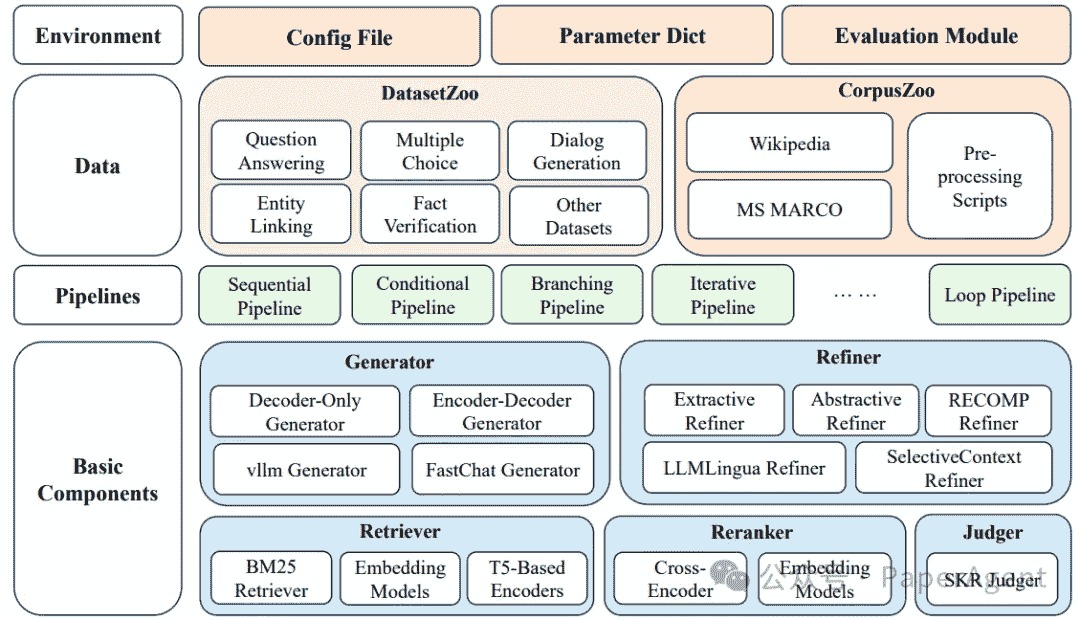 Environment
Config File
Parameter Dict
Evaluation Module
Data
DatasetZoo
Question
Answering
Multiple
Choice
Dialog
Generation
Entity
Linking
Fact
Verification
Other
Datasets
CorpusZoo
Wikipedia
MS MARCO
Pre-
processing
Scripts
Pipelines
Sequential
Pipeline
Conditional
Pipeline
Branching
Pipeline
Iterative
Pipeline
... ...
Loop Pipeline
Basic
Components
Generator
Decoder-Only
Generator
Encoder-Decoder
Generator
vllm Generator
FastChat Generator
Refiner
Extractive
Refiner
Abstractive
Refiner
RECOMP
Refiner
LLMLingua Refiner
SelectiveContext
Refiner
Retriever
BM25
Retriever
Embedding
Models
T5-Based
Encoders
Reranker
Cross-
Encoder
Embedding
Models
Judger
SKR Judger
公众号 · PaperAgent